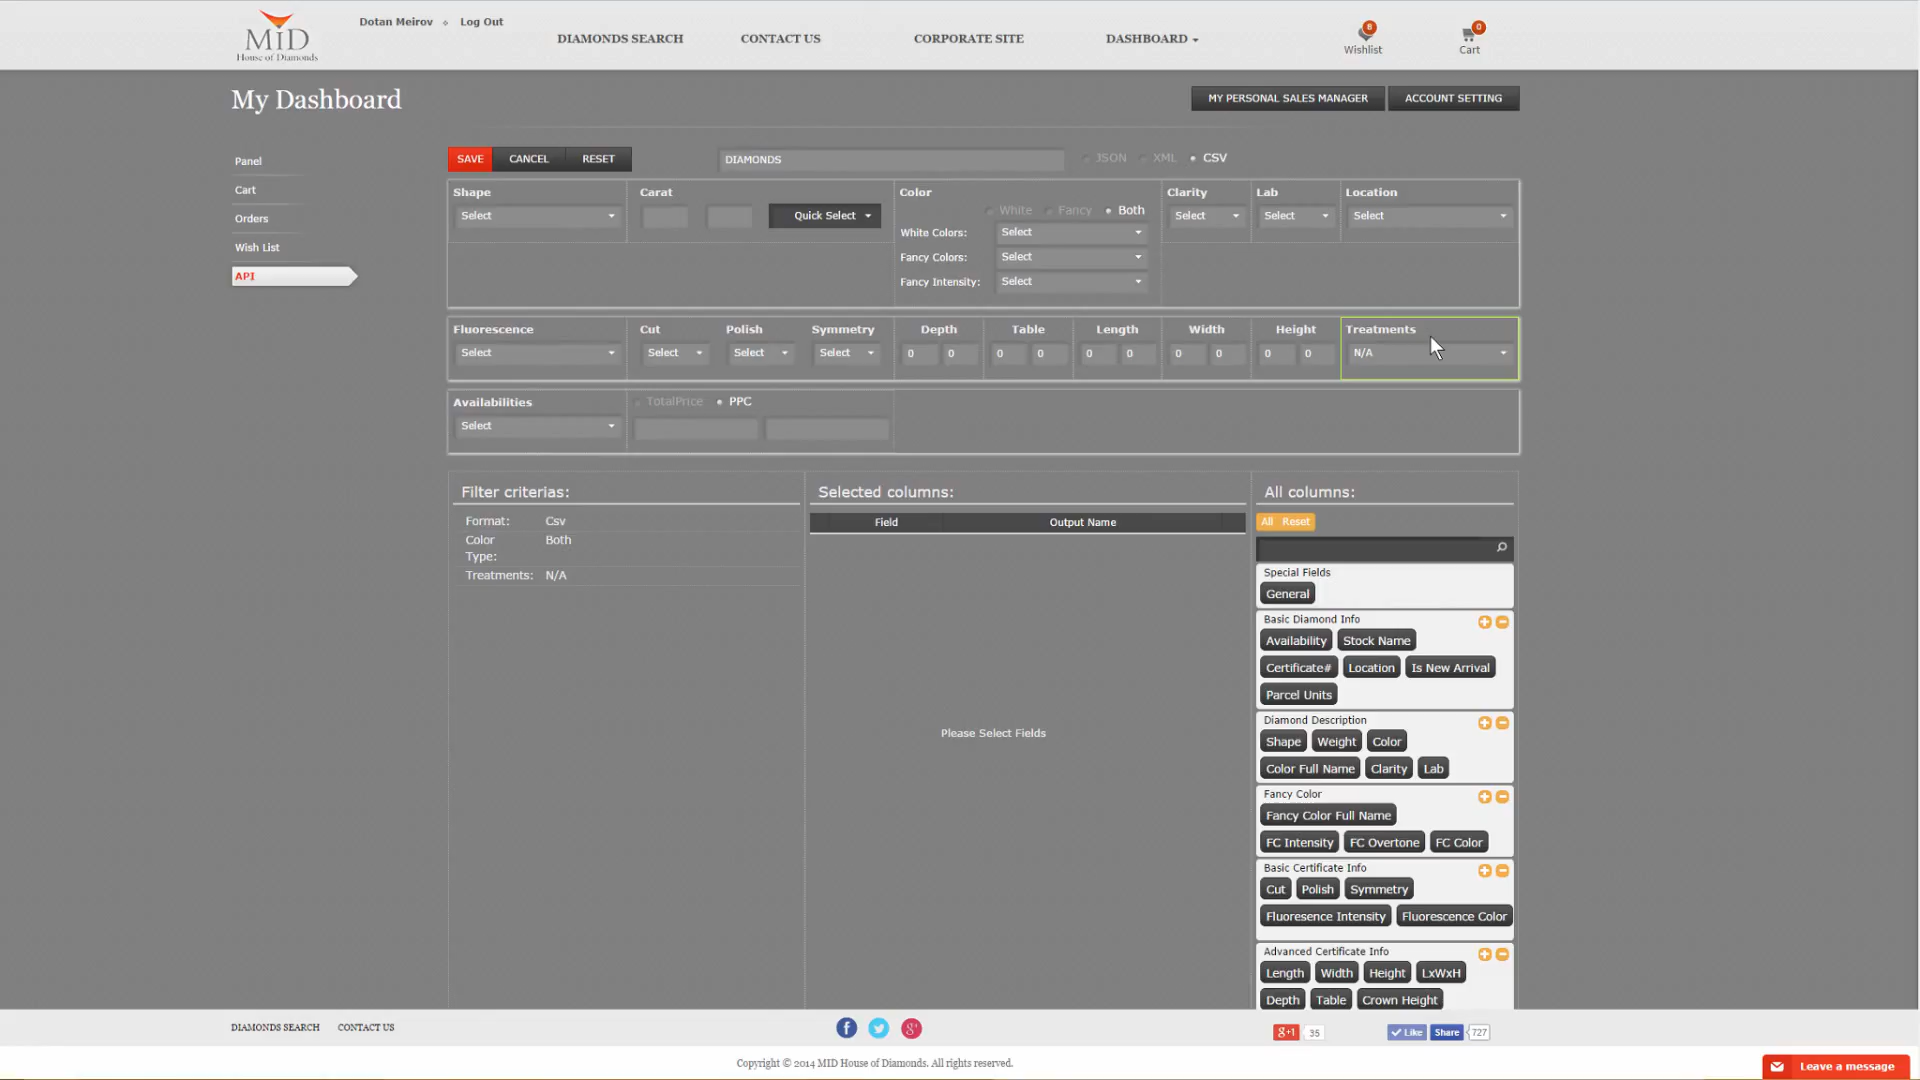 MiD
House of Diamonds
Dotan Meirov Log Out
DIAMONDS SEARCH CONTACT US CORPORATE SITE DASHBOARD
8
Wishlist
0
Cart
My Dashboard
MY PERSONAL SALES MANAGER ACCOUNT SETTING
Panel
Cart
Orders
Wish List
API
SAVE CANCEL RESET DIAMONDS JSON XML CSV
Shape Carat Color Clarity Lab Location
White Fancy Both
Select Quick Select Select Select Select
White Colors: Select
Fancy Colors: Select
Fancy Intensity: Select
Fluorescence Cut Polish Symmetry Depth Table Length Width Height Treatments
Select Select Select Select 0 0 0 0 0 0 0 0 0 0 N/A
Availabilities TotalPrice PPC
Select
Filter criterias: Selected columns: All columns:
Format: Csv
Color Type: Both
Treatments: N/A
Field Output Name
Please Select Fields
All Reset
Special Fields
General
Basic Diamond Info
Availability Stock Name
Certificate# Location Is New Arrival
Parcel Units
Diamond Description
Shape Weight Color
Color Full Name Clarity Lab
Fancy Color
Fancy Color Full Name
FC Intensity FC Overtone FC Color
Basic Certificate Info
Cut Polish Symmetry
Fluoresence Intensity Fluorescence Color
Advanced Certificate Info
Length Width Height LxWxH
Depth Table Crown Height
DIAMONDS SEARCH CONTACT US
g+1 35 Like Share 727
Copyright © 2014 MID House of Diamonds. All rights reserved.
Leave a message